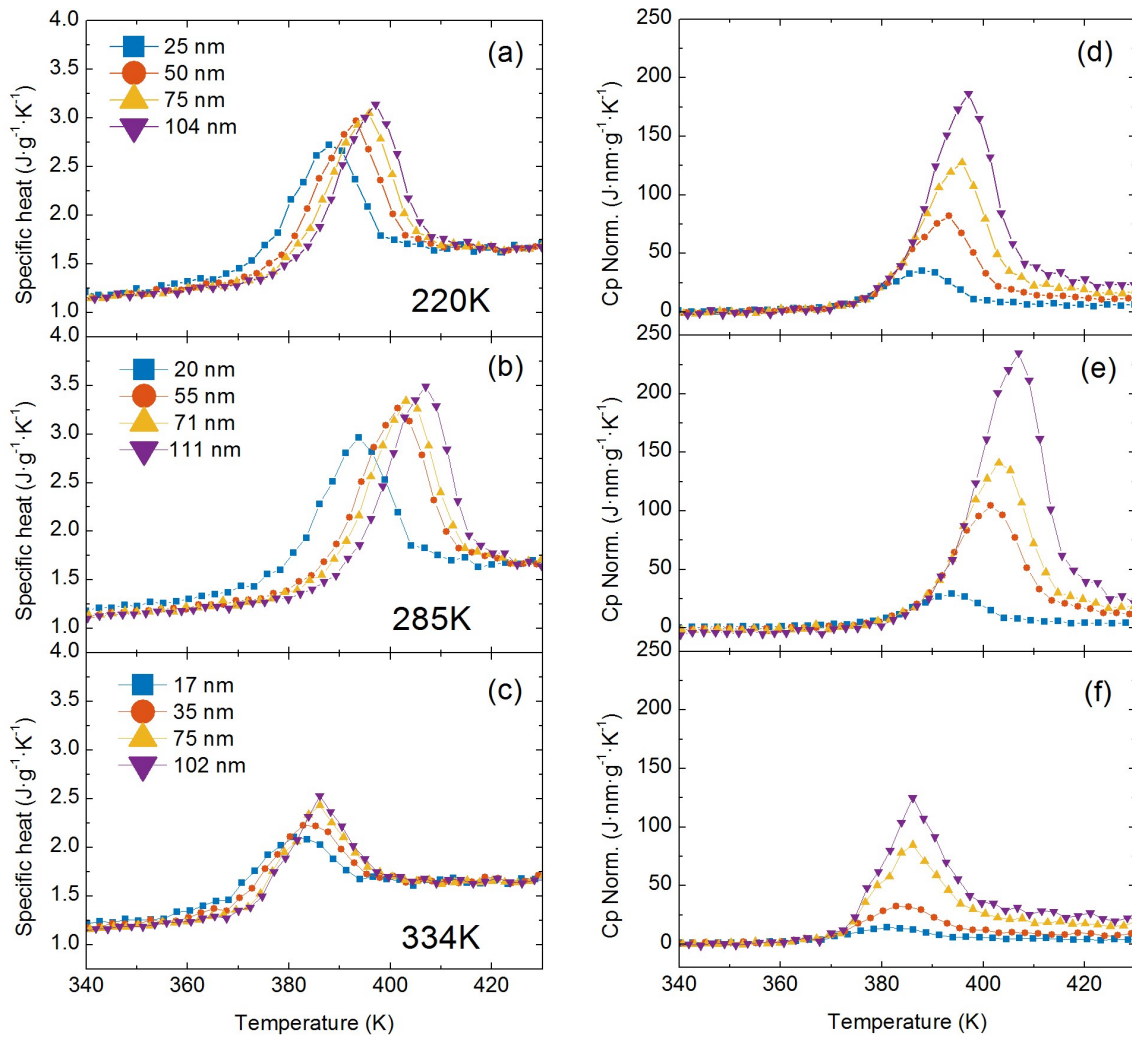 4.0
3.5
3.0
2.5
2.0
1.5
1.0
Specific heat (J·g⁻¹·K⁻¹)
25 nm
50 nm
75 nm
104 nm
(a)
220K
4.0
3.5
3.0
2.5
2.0
1.5
1.0
Specific heat (J·g⁻¹·K⁻¹)
20 nm
55 nm
71 nm
111 nm
(b)
285K
4.0
3.5
3.0
2.5
2.0
1.5
1.0
Specific heat (J·g⁻¹·K⁻¹)
17 nm
35 nm
75 nm
102 nm
(c)
334K
340 360 380 400 420
Temperature (K)
250
200
150
100
50
0
Cp Norm. (J·nm·g⁻¹·K⁻¹)
(d)
250
200
150
100
50
0
Cp Norm. (J·nm·g⁻¹·K⁻¹)
(e)
250
200
150
100
50
0
Cp Norm. (J·nm·g⁻¹·K⁻¹)
(f)
340 360 380 400 420
Temperature (K)